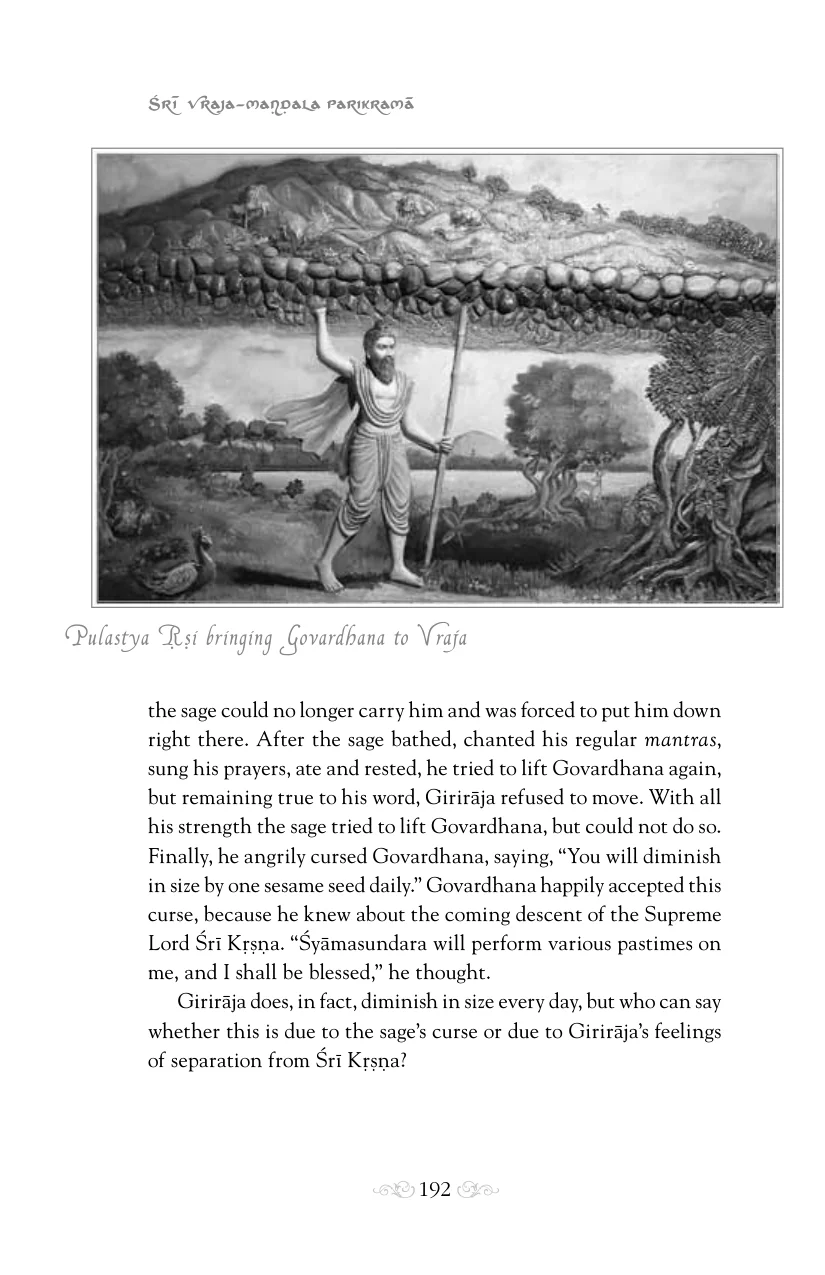 Śrī Vraja-maṇḍala Parikramā
Pulastya Ṛṣi bringing Govardhana to Vraja
the sage could no longer carry him and was forced to put him down
right there. After the sage bathed, chanted his regular mantras,
sung his prayers, ate and rested, he tried to lift Govardhana again,
but remaining true to his word, Girirāja refused to move. With all
his strength the sage tried to lift Govardhana, but could not do so.
Finally, he angrily cursed Govardhana, saying, “You will diminish
in size by one sesame seed daily.” Govardhana happily accepted this
curse, because he knew about the coming descent of the Supreme
Lord Śrī Kṛṣṇa. “Śyāmasundara will perform various pastimes on
me, and I shall be blessed,” he thought.
Girirāja does, in fact, diminish in size every day, but who can say
whether this is due to the sage’s curse or due to Girirāja’s feelings
of separation from Śrī Kṛṣṇa?
192